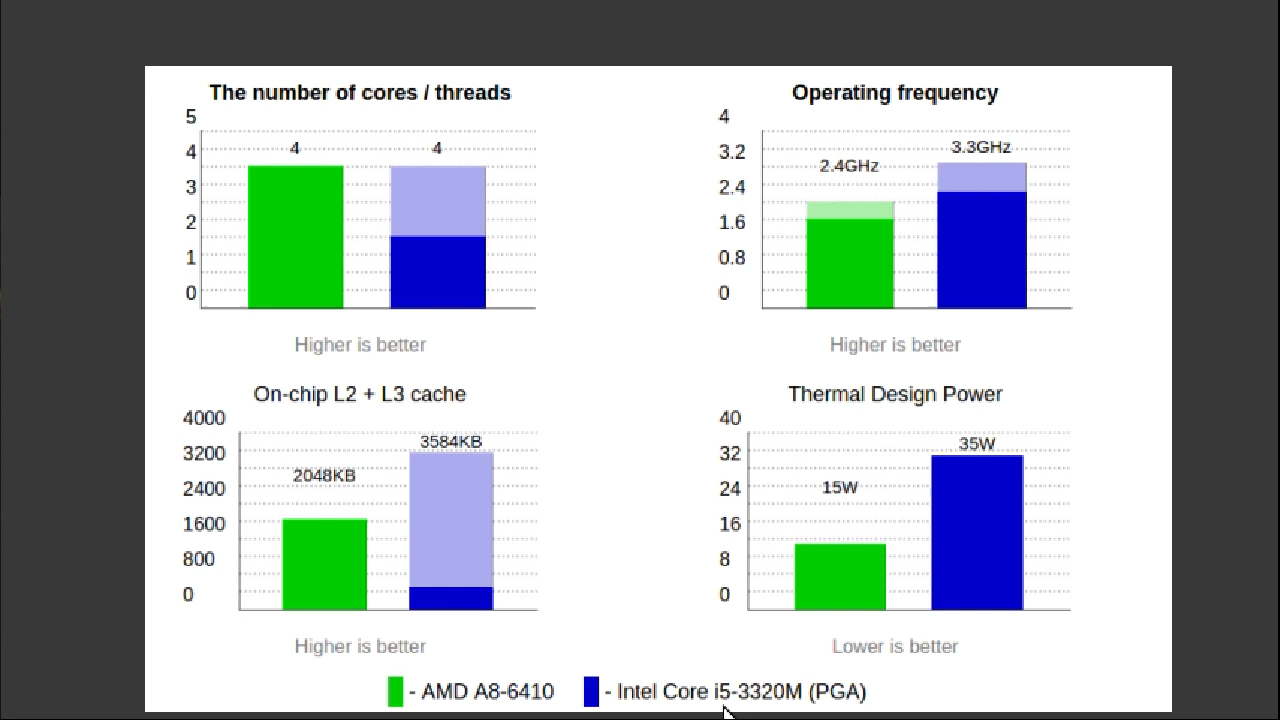 The number of cores / threads
5
4
3
2
1
0
4
4
Higher is better
Operating frequency
4
3.2
2.4
1.6
0.8
0
2.4GHz
3.3GHz
Higher is better
On-chip L2 + L3 cache
4000
3200
2400
1600
800
0
2048KB
3584KB
Higher is better
Thermal Design Power
40
32
24
16
8
0
15W
35W
Lower is better
- AMD A8-6410 - Intel Core i5-3320M (PGA)